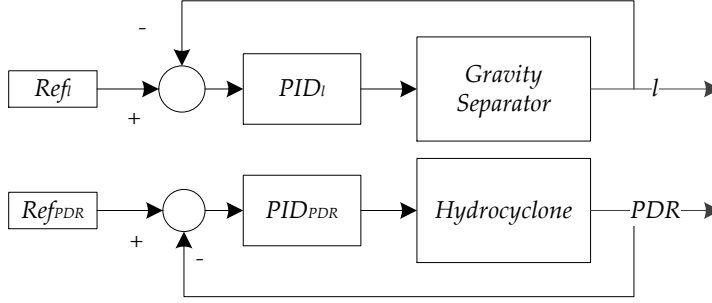 -
Refl
+
PIDl
Gravity
Separator
l
RefPDR
+
-
PIDPDR
Hydrocyclone
PDR